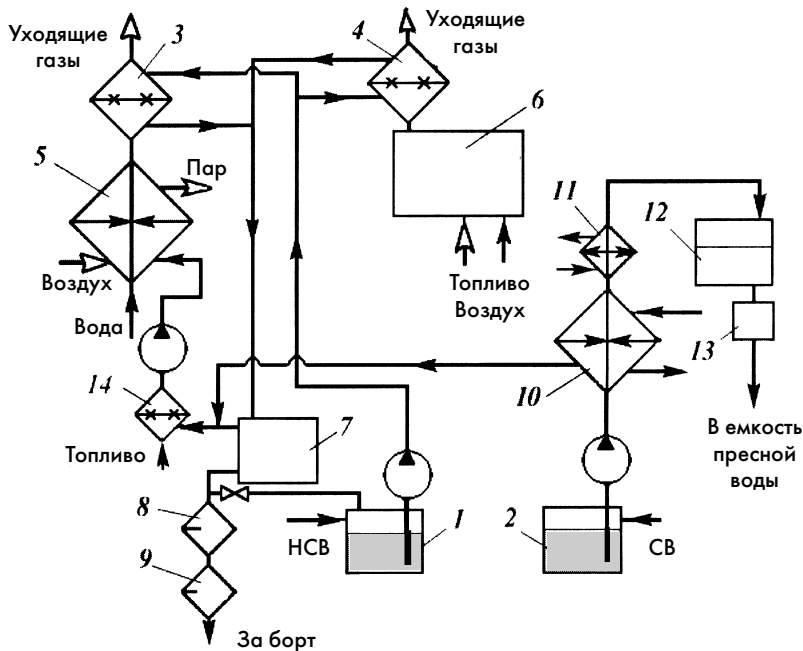 Уходящие
газы
3
4
Уходящие
газы
5
Пар
6
Воздух
Вода
11
12
Топливо
Воздух
10
13
14
Топливо
7
В емкость
пресной
воды
8
НСВ
1
2
СВ
9
За борт